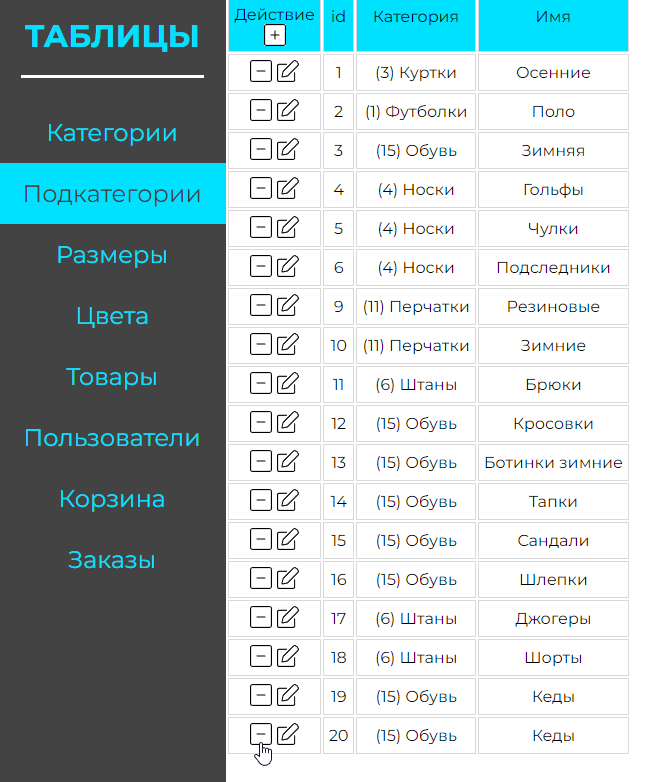 ТАБЛИЦЫ
Категории
Подкатегории
Размеры
Цвета
Товары
Пользователи
Корзина
Заказы
Действие id Категория Имя
1 (3) Куртки Осенние
2 (1) Футболки Поло
3 (15) Обувь Зимняя
4 (4) Носки Гольфы
5 (4) Носки Чулки
6 (4) Носки Подследники
9 (11) Перчатки Резиновые
10 (11) Перчатки Зимние
11 (6) Штаны Брюки
12 (15) Обувь Кросовки
13 (15) Обувь Ботинки зимние
14 (15) Обувь Тапки
15 (15) Обувь Сандали
16 (15) Обувь Шлепки
17 (6) Штаны Джогеры
18 (6) Штаны Шорты
19 (15) Обувь Кеды
20 (15) Обувь Кеды